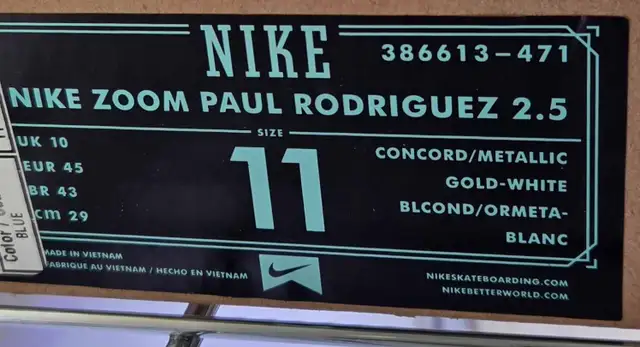 NIKE
386613-471
NIKE ZOOM PAUL RODRIGUEZ 2.5
SIZE
UK 10
EUR 45
BR 43
cm 29
11
CONCORD/METALLIC
GOLD-WHITE
BLCOND/ORMETA-
BLANC
MADE IN VIETNAM
FABRIQUE AU VIETNAM / HECHO EN VIETNAM
NIKESKATEBOARDING.COM
NIKEBETTERWORLD.COM
Color /
BLUE